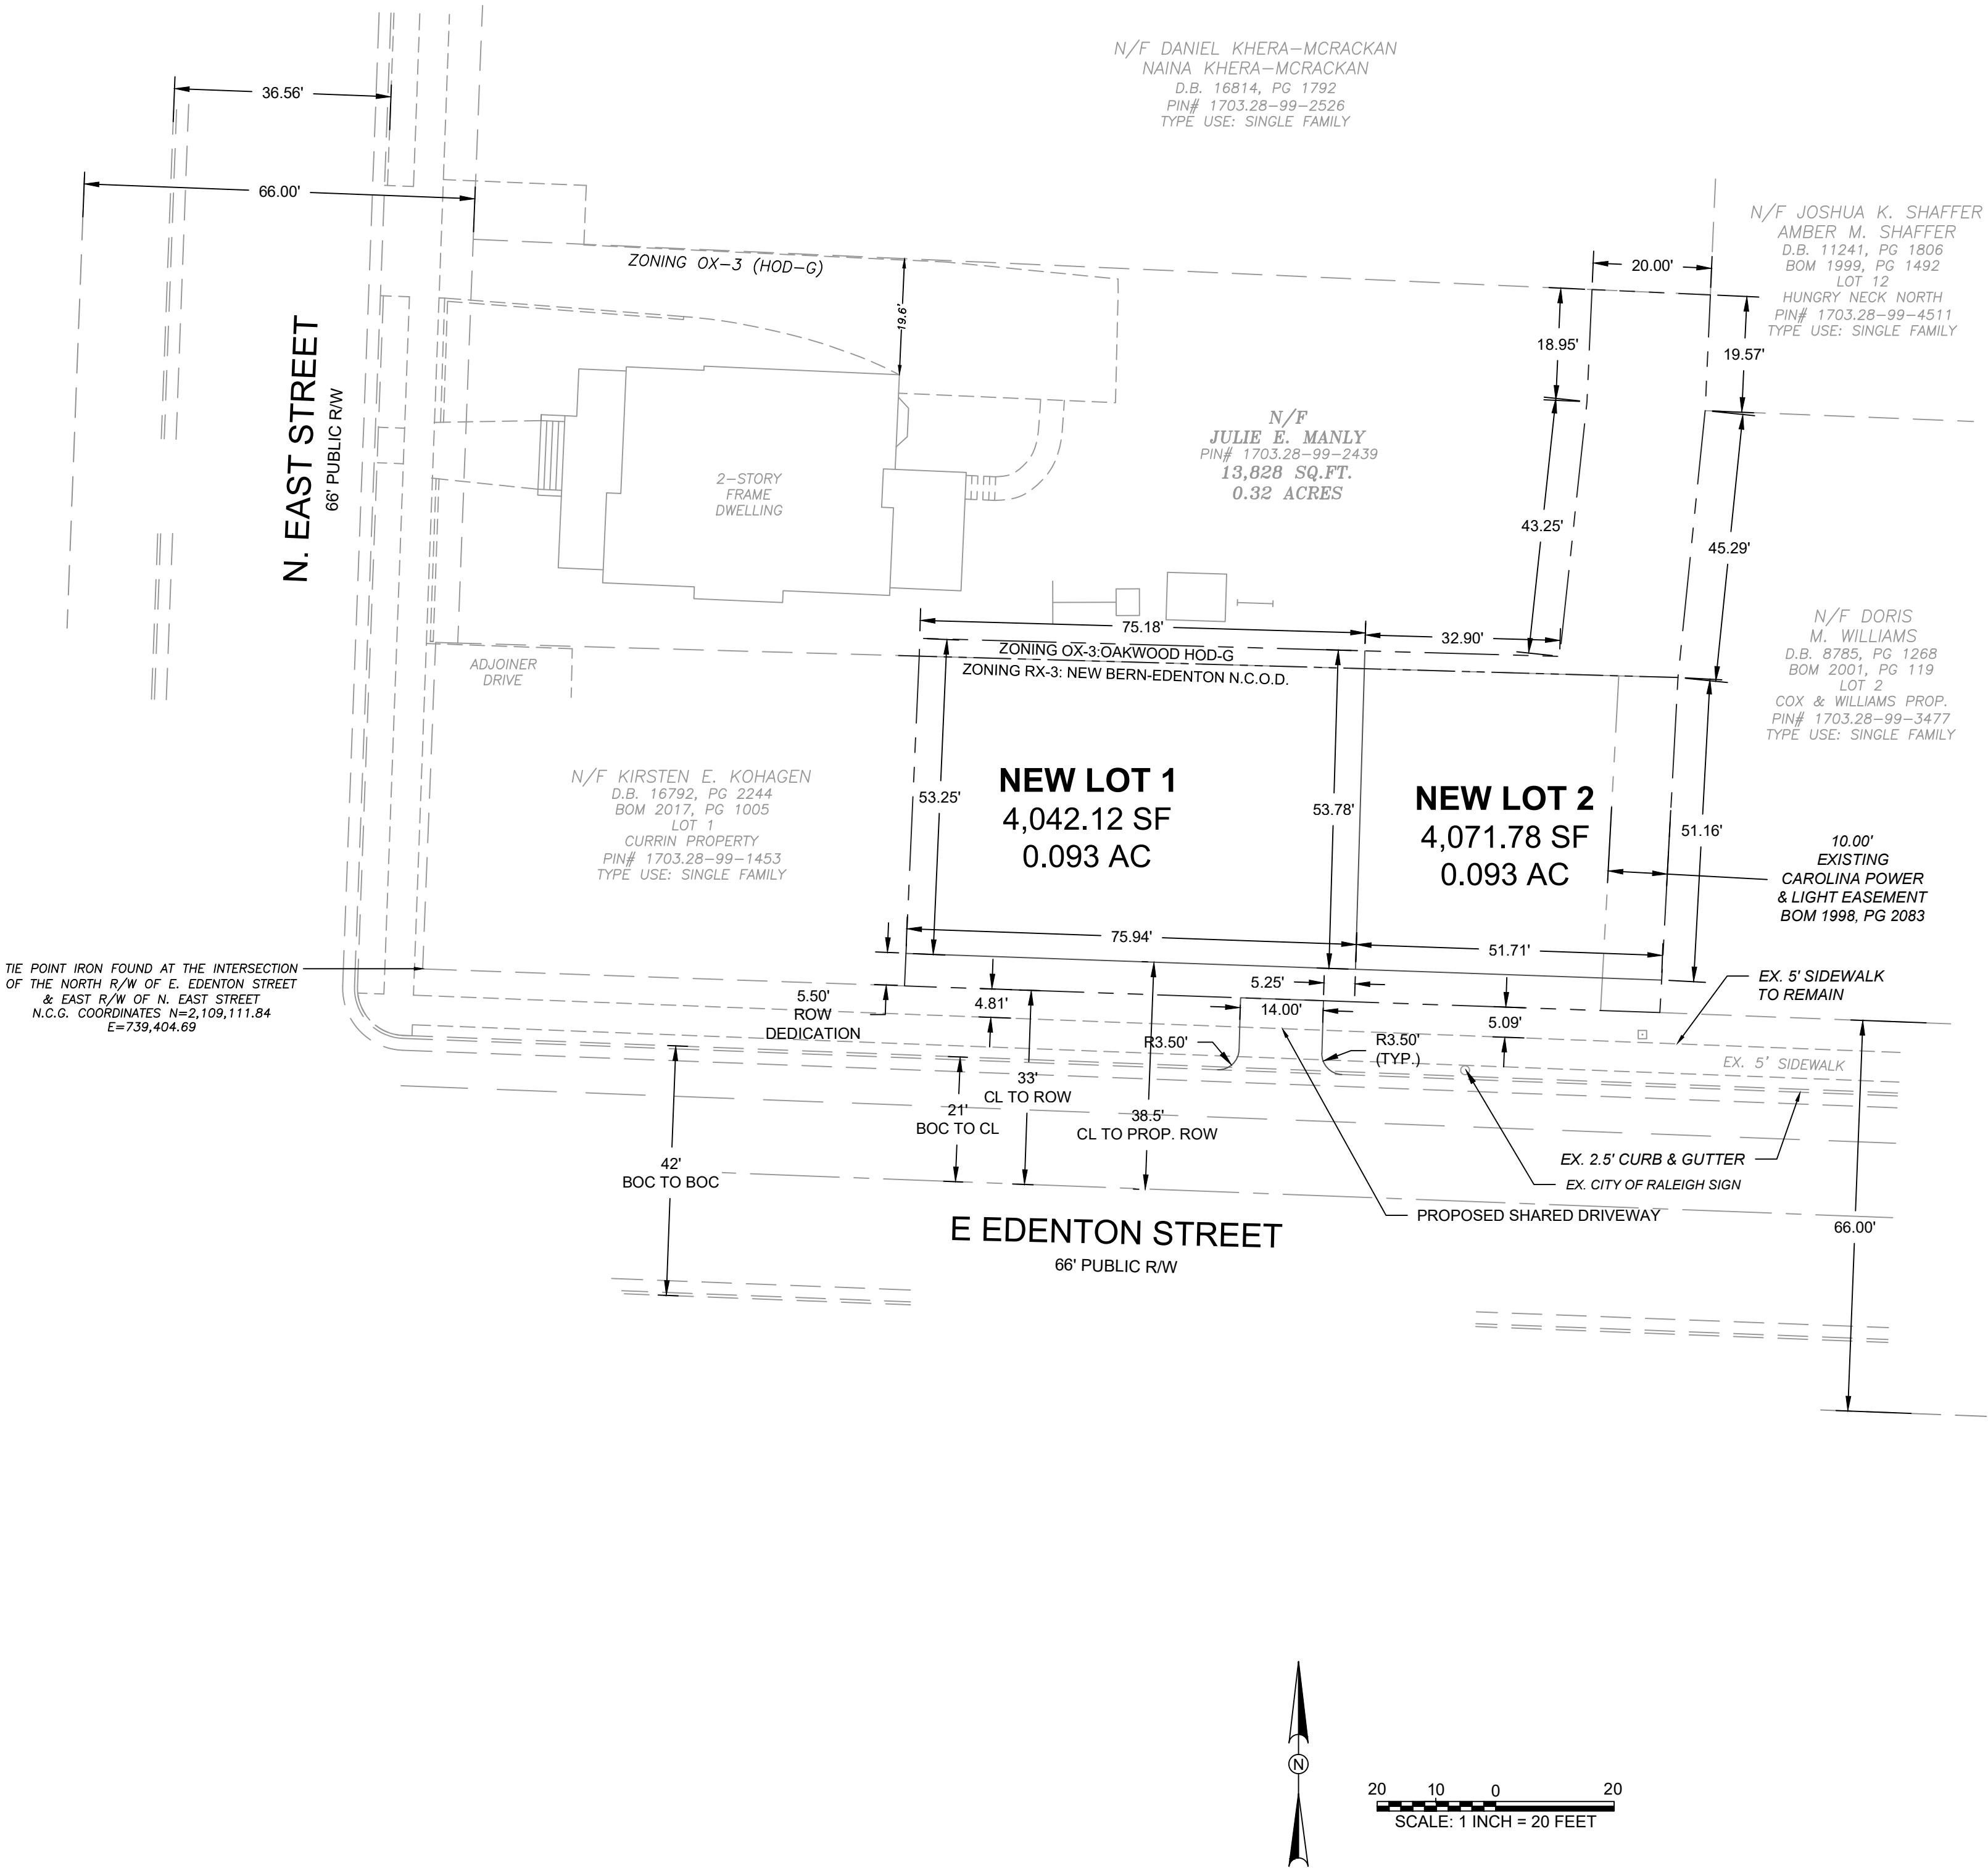 N/F DANIEL KHERA-MCRACKAN
NAINA KHERA-MCRACKAN
D.B. 16814, PG 1792
PIN# 1703.28-99-2526
TYPE USE: SINGLE FAMILY
36.56'
66.00'
N/F JOSHUA K. SHAFFER
AMBER M. SHAFFER
D.B. 11241, PG 1806
BOM 1999, PG 1492
LOT 12
HUNGRY NECK NORTH
PIN# 1703.28-99-4511
TYPE USE: SINGLE FAMILY
ZONING OX-3 (HOD-G)
20.00'
19.6'
18.95'
19.57'
N. EAST STREET
66' PUBLIC R/W
N/F
JULIE E. MANLY
PIN# 1703.28-99-2439
13,828 SQ.FT.
0.32 ACRES
2-STORY
FRAME
DWELLING
43.25'
45.29'
N/F DORIS
M. WILLIAMS
D.B. 8785, PG 1268
BOM 2001, PG 119
LOT 2
COX & WILLIAMS PROP.
PIN# 1703.28-99-3477
TYPE USE: SINGLE FAMILY
75.18'
32.90'
ZONING OX-3:OAKWOOD HOD-G
ZONING RX-3: NEW BERN-EDENTON N.C.O.D.
ADJOINER
DRIVE
N/F KIRSTEN E. KOHAGEN
D.B. 16792, PG 2244
BOM 2017, PG 1005
LOT 1
CURRIN PROPERTY
PIN# 1703.28-99-1453
TYPE USE: SINGLE FAMILY
53.25'
NEW LOT 1
4,042.12 SF
0.093 AC
53.78'
NEW LOT 2
4,071.78 SF
0.093 AC
51.16'
10.00'
EXISTING
CAROLINA POWER
& LIGHT EASEMENT
BOM 1998, PG 2083
75.94'
51.71'
TIE POINT IRON FOUND AT THE INTERSECTION
OF THE NORTH R/W OF E. EDENTON STREET
& EAST R/W OF N. EAST STREET
N.C.G. COORDINATES N=2,109,111.84
E=739,404.69
5.50'
ROW
DEDICATION
4.81'
5.25'
14.00'
5.09'
EX. 5' SIDEWALK
TO REMAIN
R3.50'
R3.50'
(TYP.)
EX. 5' SIDEWALK
33'
CL TO ROW
21'
BOC TO CL
38.5'
CL TO PROP. ROW
42'
BOC TO BOC
EX. 2.5' CURB & GUTTER
EX. CITY OF RALEIGH SIGN
PROPOSED SHARED DRIVEWAY
66.00'
E EDENTON STREET
66' PUBLIC R/W
N
20 10 0 20
SCALE: 1 INCH = 20 FEET